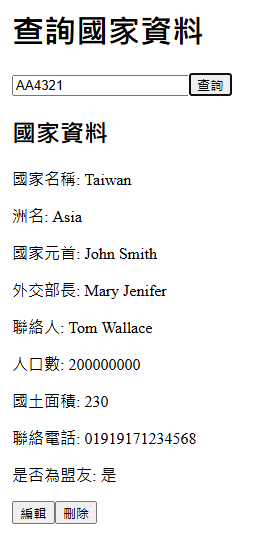 查詢國家資料
AA4321 查詢
國家資料
國家名稱: Taiwan
洲名: Asia
國家元首: John Smith
外交部長: Mary Jenifer
聯絡人: Tom Wallace
人口數: 200000000
國土面積: 230
聯絡電話: 01919171234568
是否為盟友: 是
編輯 刪除